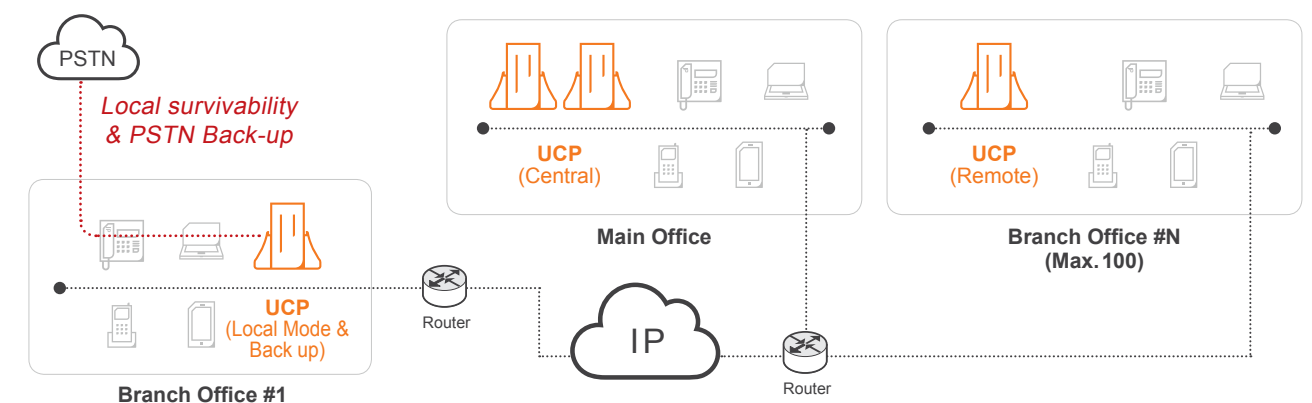 PSTN
Local survivability
& PSTN Back-up
UCP
(Central)
Main Office
UCP
(Remote)
Branch Office #N
(Max. 100)
UCP
(Local Mode &
Back up)
Branch Office #1
Router
IP
Router